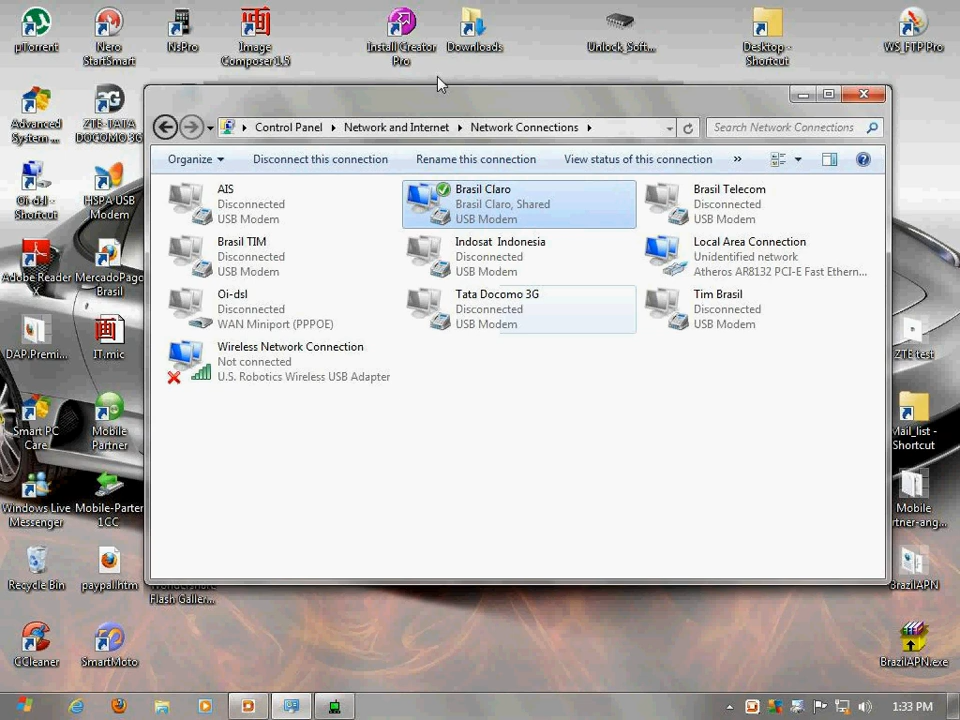 µTorrent
Nero
StartSmart
NsPro
Image
Composer1.5
Install Creator
Pro
Downloads
Unlock_Soft...
Desktop -
Shortcut
WS_FTP Pro
Advanced
System ...
3G
ZTE-TATA
DOCOMO 3G
Oi-dsl -
Shortcut
HSPA USB
Modem
Adobe Reader
X
MercadoPago
Brasil
DAP.Premi...
IT.mic
Smart PC
Care
Mobile
Partner
Windows Live
Messenger
Mobile-Parter
1CC
Recycle Bin
paypal.htm
Flash Galler...
CCleaner
SmartMoto
Control Panel
Network and Internet
Network Connections
Search Network Connections
Organize
Disconnect this connection
Rename this connection
View status of this connection
»
AIS
Disconnected
USB Modem
Brasil Claro
Brasil Claro, Shared
USB Modem
Brasil Telecom
Disconnected
USB Modem
Brasil TIM
Disconnected
USB Modem
Indosat Indonesia
Disconnected
USB Modem
Local Area Connection
Unidentified network
Atheros AR8132 PCI-E Fast Ethern...
Oi-dsl
Disconnected
WAN Miniport (PPPOE)
Tata Docomo 3G
Disconnected
USB Modem
Tim Brasil
Disconnected
USB Modem
Wireless Network Connection
Not connected
U.S. Robotics Wireless USB Adapter
ZTE test
Mail_list -
Shortcut
Mobile
rtner-ang...
BrazilAPN
BrazilAPN.exe
1:33 PM